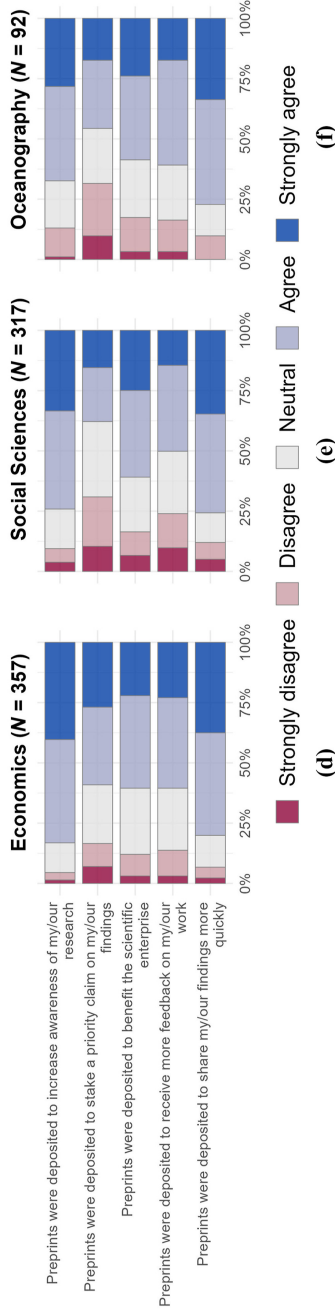 Economics (N = 357)
Social Sciences (N = 317)
Oceanography (N = 92)
Preprints were deposited to increase awareness of my/our
research
Preprints were deposited to stake a priority claim on my/our
findings
Preprints were deposited to benefit the scientific
enterprise
Preprints were deposited to receive more feedback on my/our
work
Preprints were deposited to share my/our findings more
quickly
0% 25% 50% 75% 100%
0% 25% 50% 75% 100%
0% 25% 50% 75% 100%
Strongly disagree Disagree Neutral Agree Strongly agree
(d) (e) (f)